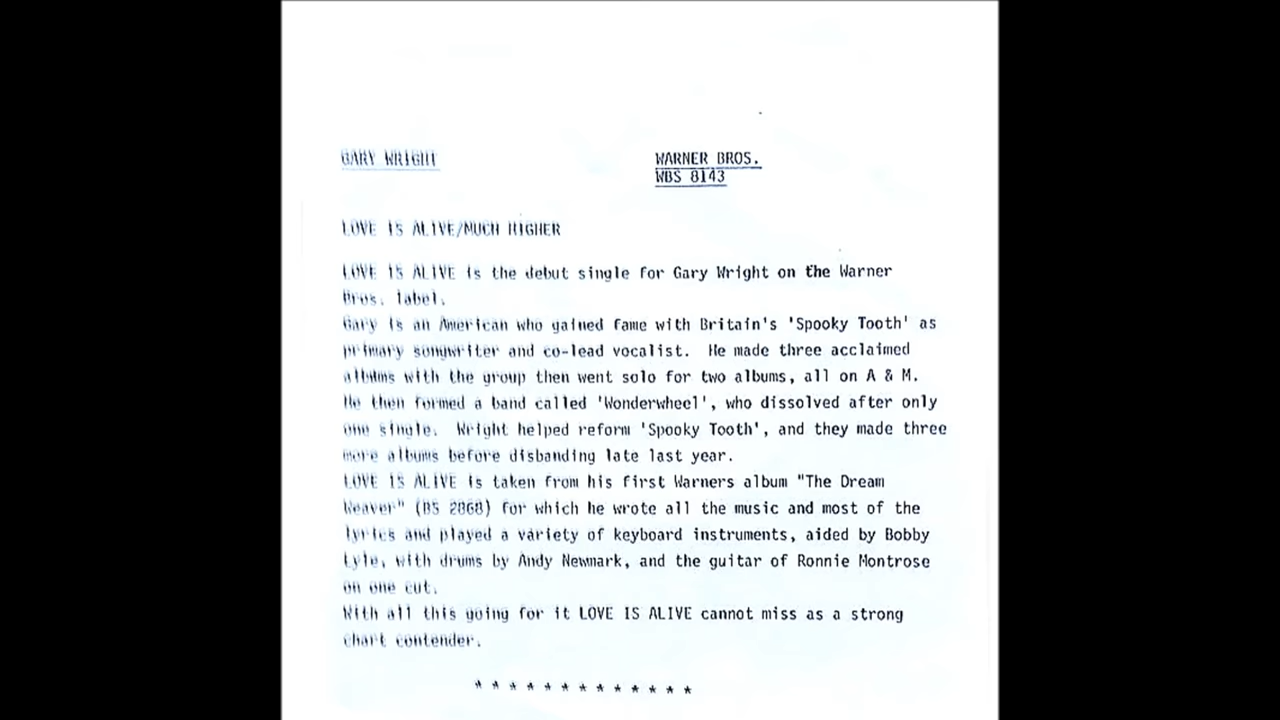 GARY WRIGHT WARNER BROS.
WBS 8143
LOVE IS ALIVE/MUCH HIGHER
LOVE IS ALIVE is the debut single for Gary Wright on the Warner
Bros. label.
Gary is an American who gained fame with Britain's 'Spooky Tooth' as
primary songwriter and co-lead vocalist. He made three acclaimed
albums with the group then went solo for two albums, all on A & M.
He then formed a band called 'Wonderwheel', who dissolved after only
one single. Wright helped reform 'Spooky Tooth', and they made three
more albums before disbanding late last year.
LOVE IS ALIVE is taken from his first Warners album "The Dream
Weaver" (BS 2868) for which he wrote all the music and most of the
lyrics and played a variety of keyboard instruments, aided by Bobby
Lyle, with drums by Andy Newmark, and the guitar of Ronnie Montrose
on one cut.
With all this going for it LOVE IS ALIVE cannot miss as a strong
chart contender.
* * * * * * * * * * * * *